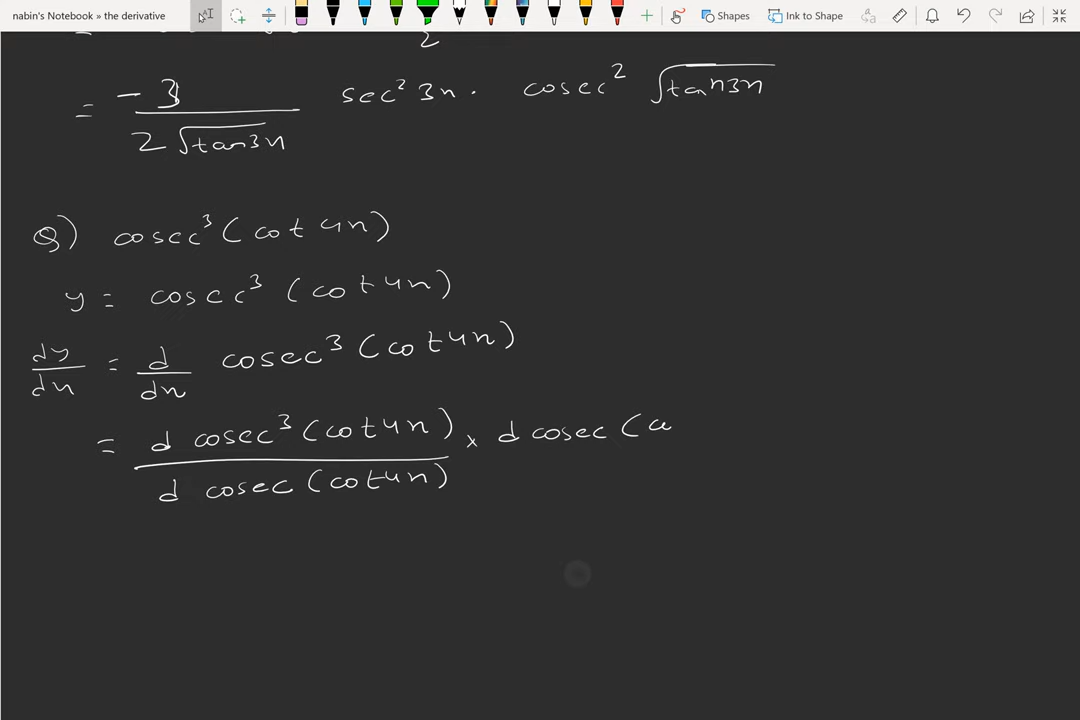 nabin's Notebook » the derivative
Shapes
Ink to Shape
2
= -3 / 2 √tan3x sec² 3x . cosec² √tan3x
Q) cosec³ (cot 4x)
y = cosec³ (cot 4x)
dy/dx = d/dx cosec³ (cot 4x)
= d cosec³ (cot 4x) / d cosec (cot 4x) × d cosec (c